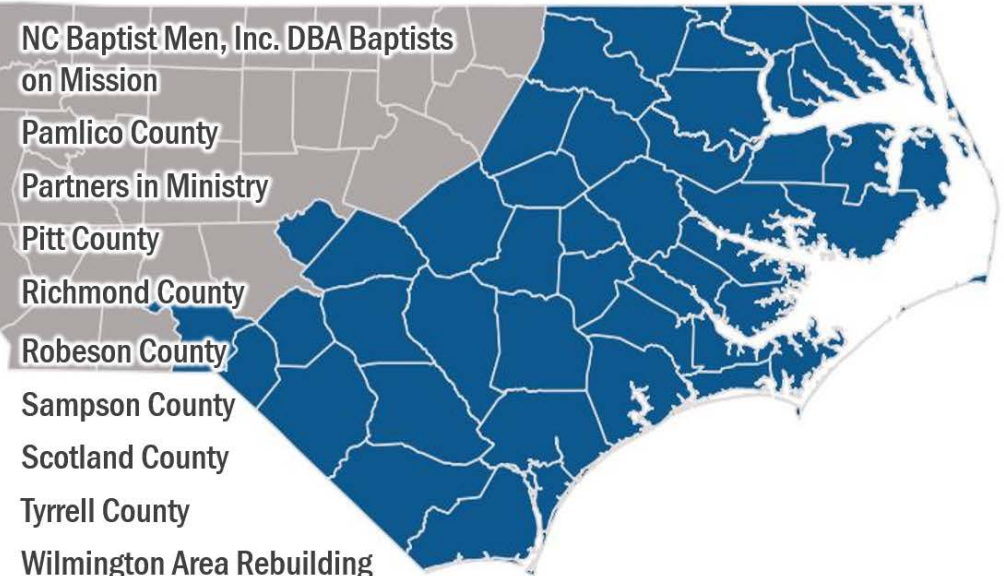 NC Baptist Men, Inc. DBA Baptists
on Mission
Pamlico County
Partners in Ministry
Pitt County
Richmond County
Robeson County
Sampson County
Scotland County
Tyrrell County
Wilmington Area Rebuilding